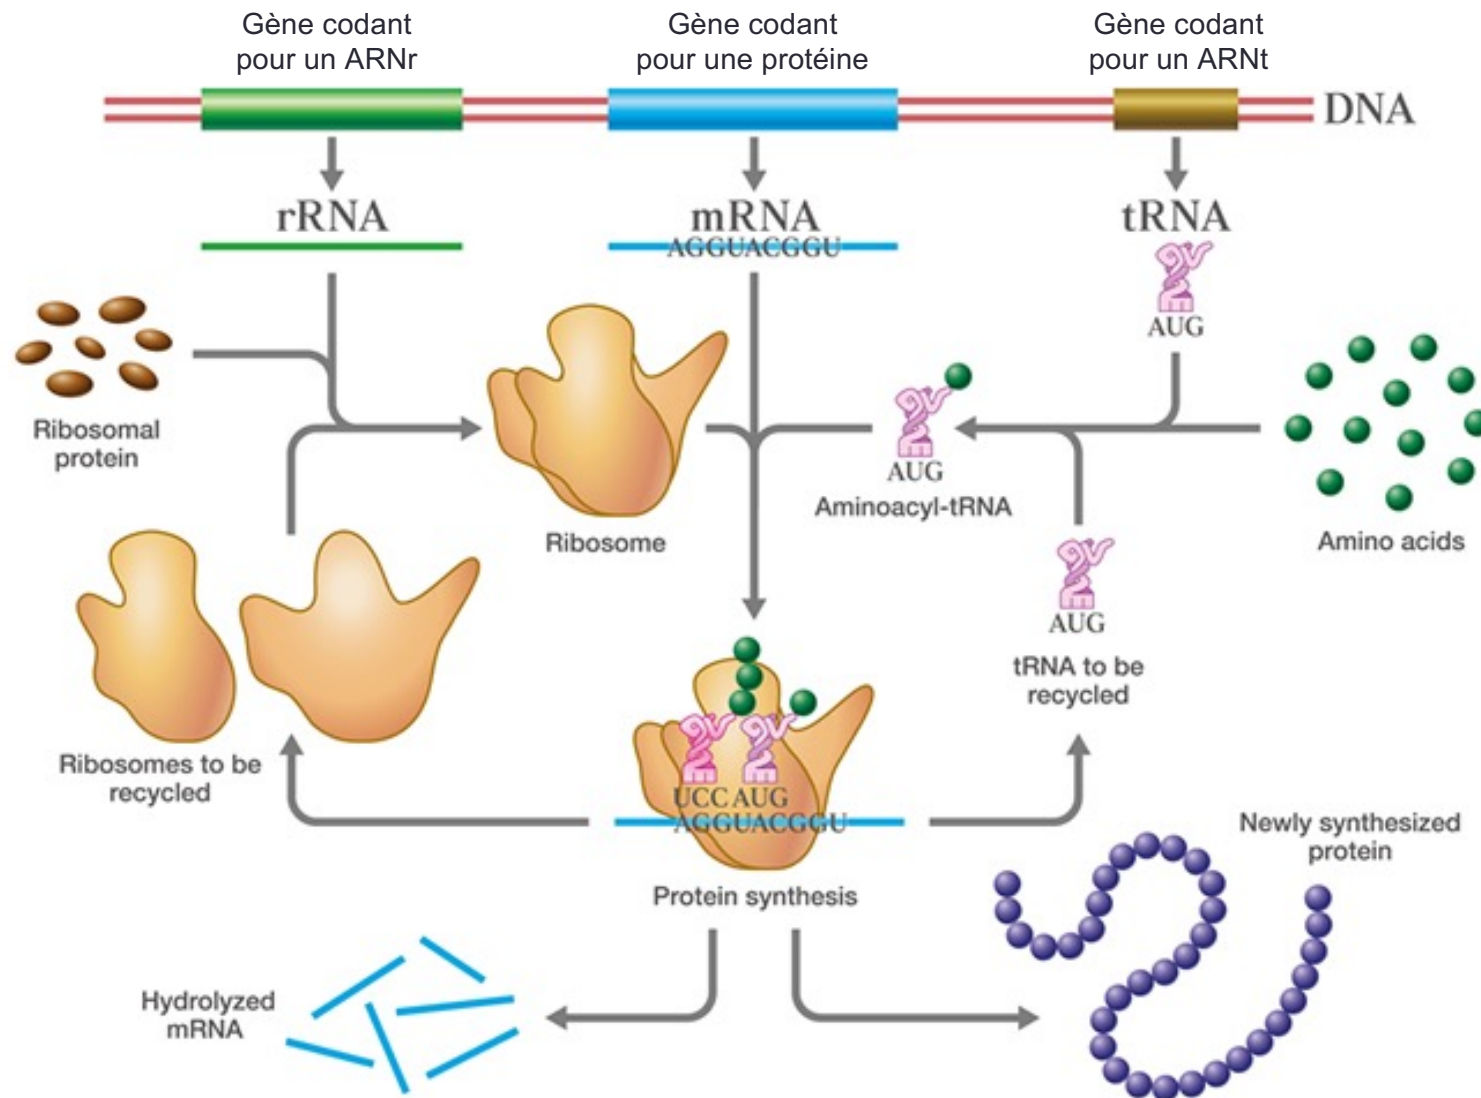 Gène codant
pour un ARNr
Gène codant
pour une protéine
Gène codant
pour un ARNt
DNA
rRNA
mRNA
AGGUACGGU
tRNA
AUG
Ribosomal
protein
Ribosome
AUG
Aminoacyl-tRNA
Amino acids
AUG
tRNA to be
recycled
Ribosomes to be
recycled
UCC AUG
AGGUACGGU
Protein synthesis
Newly synthesized
protein
Hydrolyzed
mRNA